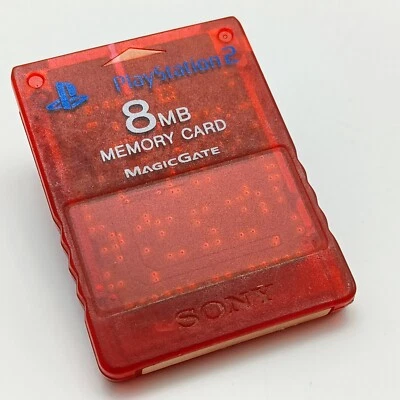 PlayStation 2
8MB
MEMORY CARD
MAGICGATE
SONY